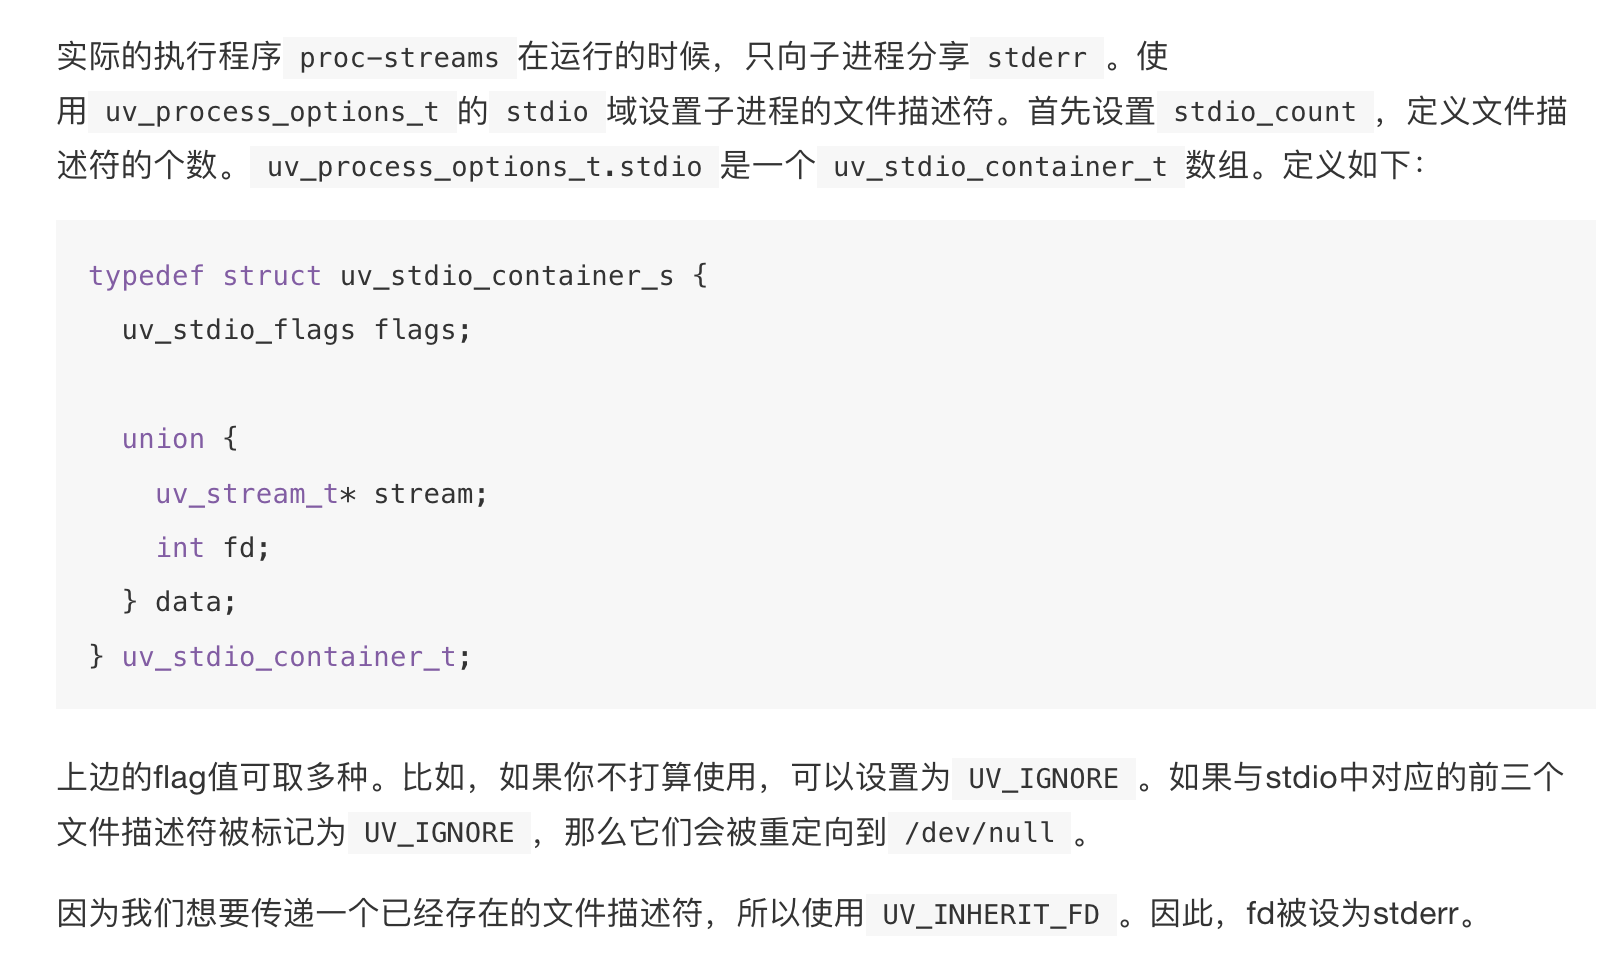 实际的执行程序 proc-streams 在运行的时候，只向子进程分享 stderr 。使
用 uv_process_options_t 的 stdio 域设置子进程的文件描述符。首先设置 stdio_count ，定义文件描
述符的个数。 uv_process_options_t.stdio 是一个 uv_stdio_container_t 数组。定义如下：
typedef struct uv_stdio_container_s {
  uv_stdio_flags flags;
  union {
    uv_stream_t* stream;
    int fd;
  } data;
} uv_stdio_container_t;
上边的flag值可取多种。比如，如果你不打算使用，可以设置为 UV_IGNORE 。如果与stdio中对应的前三个
文件描述符被标记为 UV_IGNORE ，那么它们会被重定向到 /dev/null 。
因为我们想要传递一个已经存在的文件描述符，所以使用 UV_INHERIT_FD 。因此，fd被设为stderr。